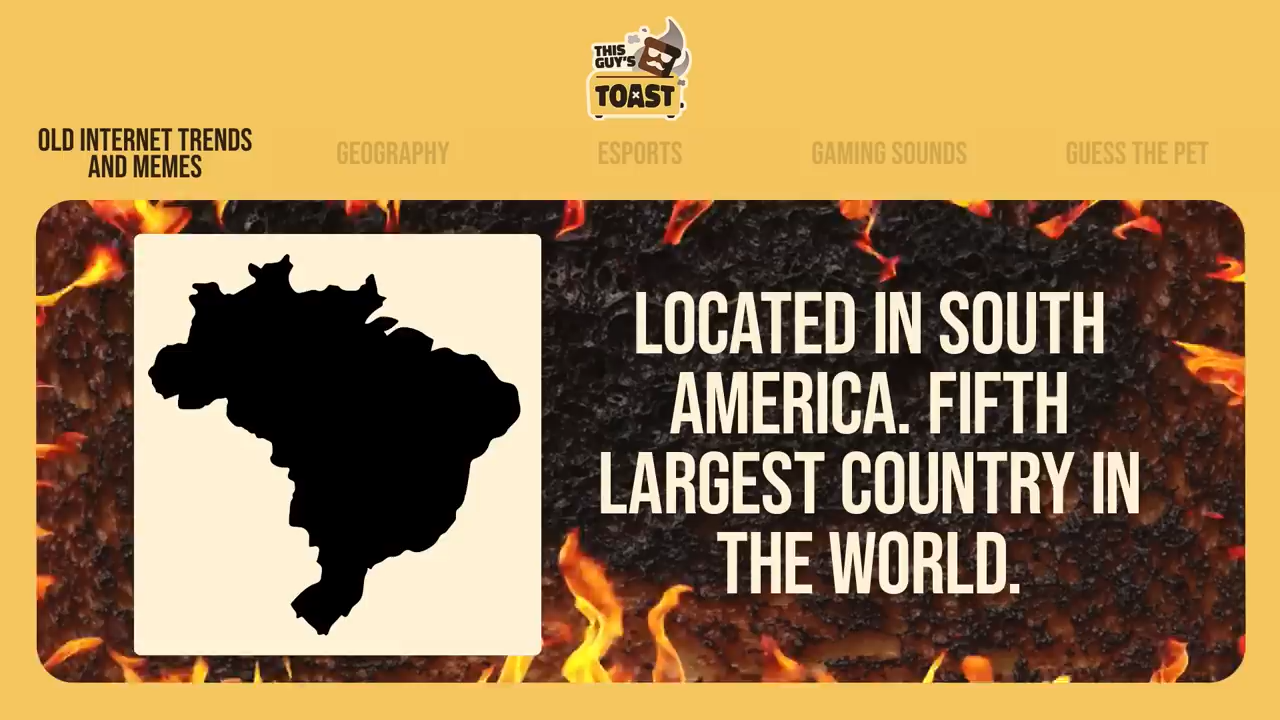 THIS
GUY'S
TOAST
OLD INTERNET TRENDS
AND MEMES
GEOGRAPHY
ESPORTS
GAMING SOUNDS
GUESS THE PET
LOCATED IN SOUTH
AMERICA. FIFTH
LARGEST COUNTRY IN
THE WORLD.